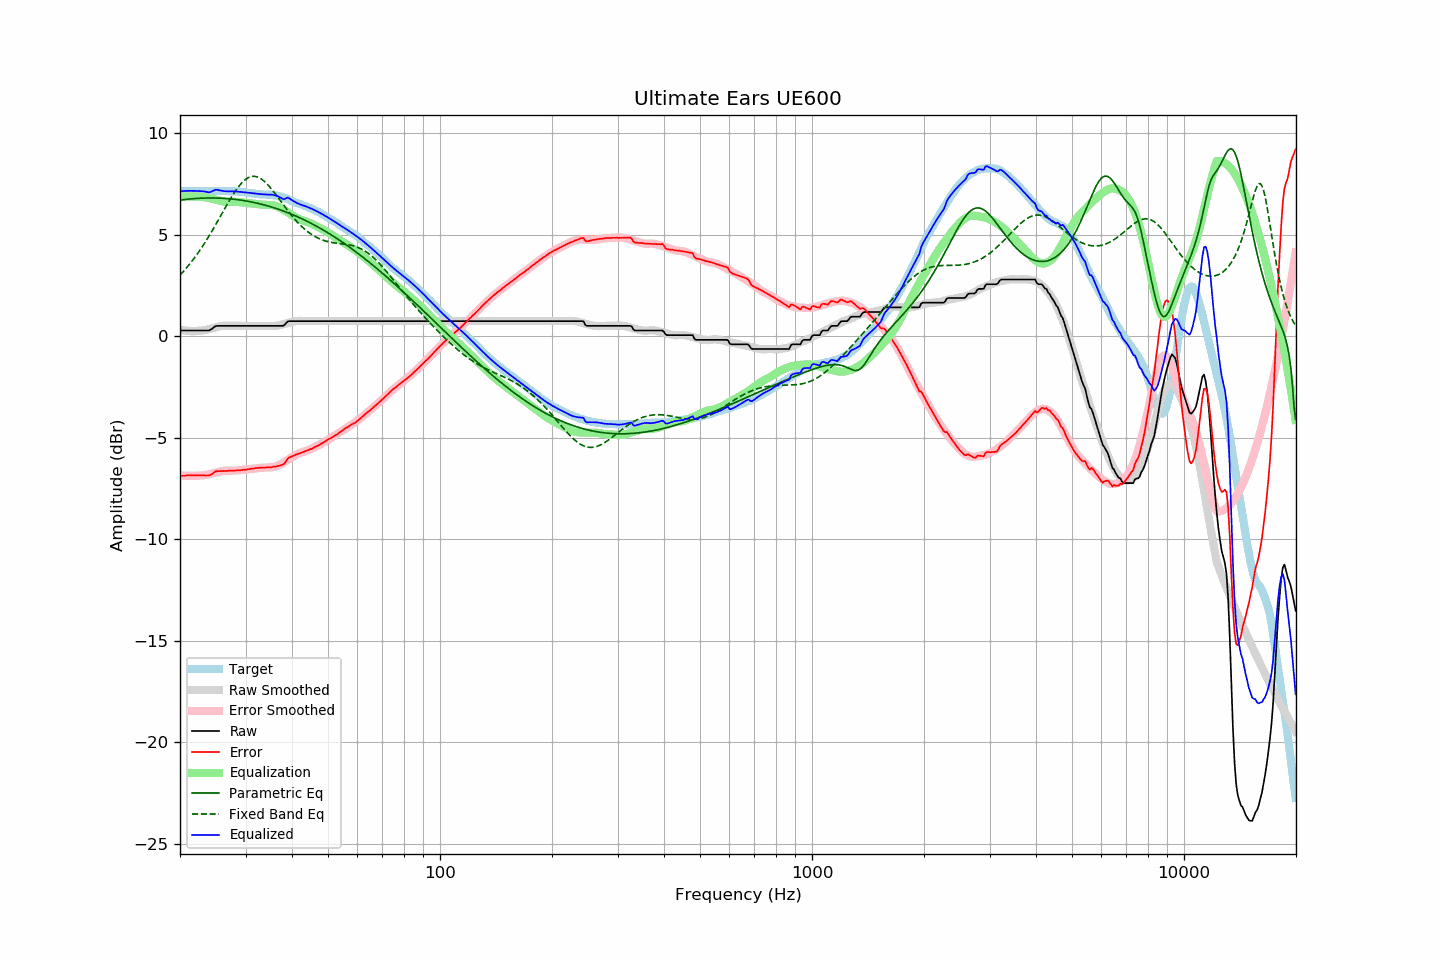 Ultimate Ears UE600
10
5
0
−5
−10
−15
−20
−25
Amplitude (dBr)
Target
Raw Smoothed
Error Smoothed
Raw
Error
Equalization
Parametric Eq
Fixed Band Eq
Equalized
100
1000
10000
Frequency (Hz)